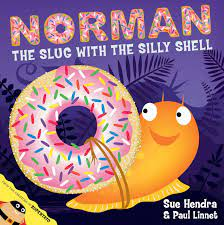 NORMAN
THE SLUG WITH THE SILLY SHELL
Sue Hendra
& Paul Linnet